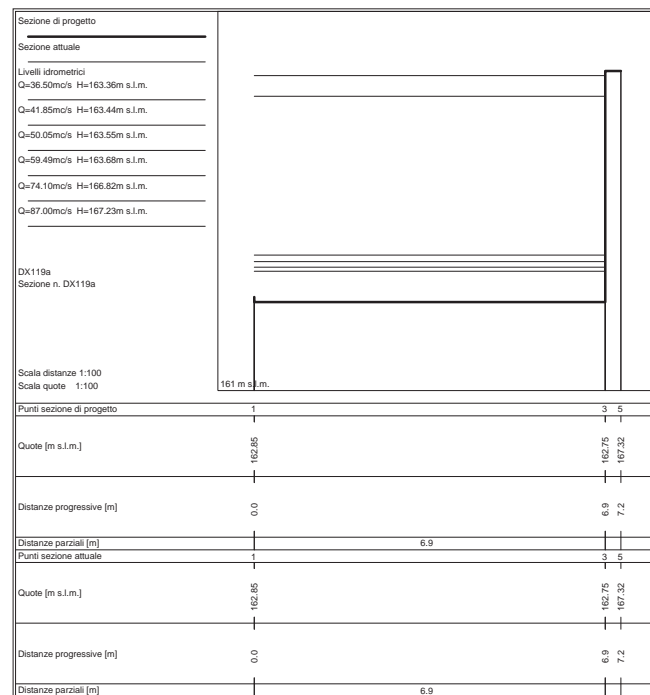 Sezione di progetto
Sezione attuale
Livelli idrometrici
Q=36.50mc/s H=163.36m s.l.m.
Q=41.85mc/s H=163.44m s.l.m.
Q=50.05mc/s H=163.55m s.l.m.
Q=59.49mc/s H=163.68m s.l.m.
Q=74.10mc/s H=166.82m s.l.m.
Q=87.00mc/s H=167.23m s.l.m.
DX119a
Sezione n. DX119a
Scala distanze 1:100
Scala quote 1:100
161 m s.l.m.
Punti sezione di progetto 1 3 5
Quote [m s.l.m.] 162.85 162.75 167.32
Distanze progressive [m] 0.0 6.9 7.2
Distanze parziali [m] 6.9
Punti sezione attuale 1 3 5
Quote [m s.l.m.] 162.85 162.75 167.32
Distanze progressive [m] 0.0 6.9 7.2
Distanze parziali [m] 6.9